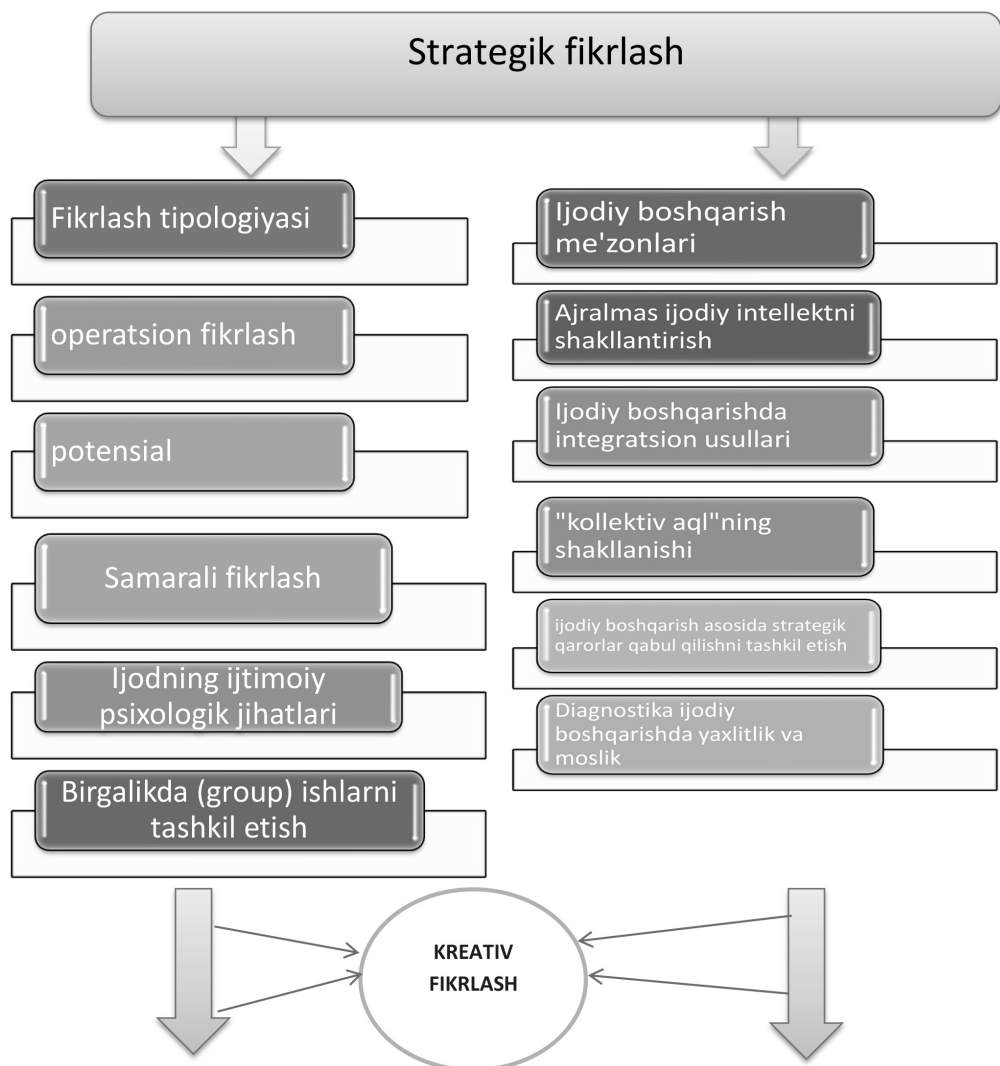 Strategik fikrlash
Fikrlash tipologiyasi
operatsion fikrlash
potensial
Samarali fikrlash
Ijodning ijtimoiy
psixologik jihatlari
Birgalikda (group) ishlarni
tashkil etish
Ijodiy boshqarish
me'zonlari
Ajralmas ijodiy intellektni
shakllantirish
Ijodiy boshqarishda
integratsion usullari
"kollektiv aql"ning
shakllanishi
ijodiy boshqarish asosida strategik
qarorlar qabul qilishni tashkil etish
Diagnostika ijodiy
boshqarishda yaxlitlik va
moslik
KREATIV
FIKRLASH